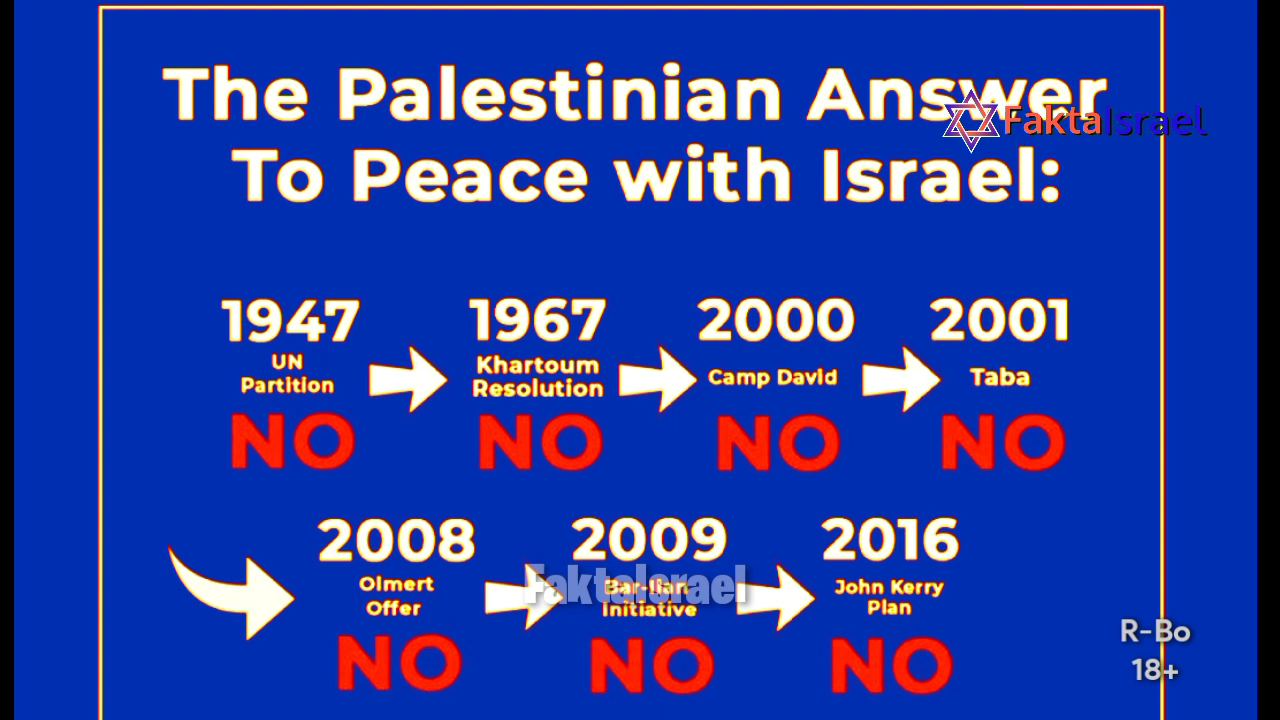 The Palestinian Answer
FaktaIsrael
To Peace with Israel:
1947
1967
2000
2001
UN
Partition
Khartoum
Resolution
Camp David
Taba
NO
NO
NO
NO
2008
2009
2016
Olmert
Offer
Bar-Ilan
Initiative
FaktaIsrael
John Kerry
Plan
NO
NO
NO
R-Bo
18+